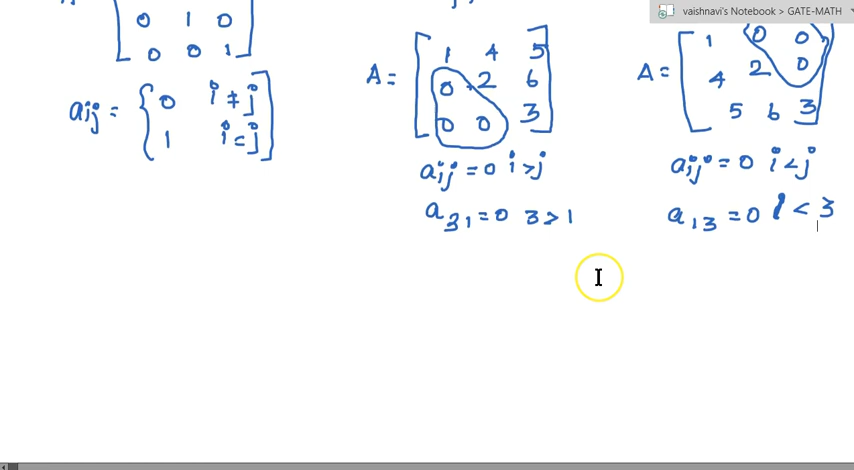 vaishnavi's Notebook > GATE-MATH
0 1 0
0 0 1
aij = { 0 i ≠ j
1 i = j ]
A = [ 1 4 5
0 2 6
0 0 3 ]
aij = 0 i > j
a31 = 0 3 > 1
A = [ 1 0 0
4 2 0
5 6 3 ]
aij = 0 i < j
a13 = 0 1 < 3